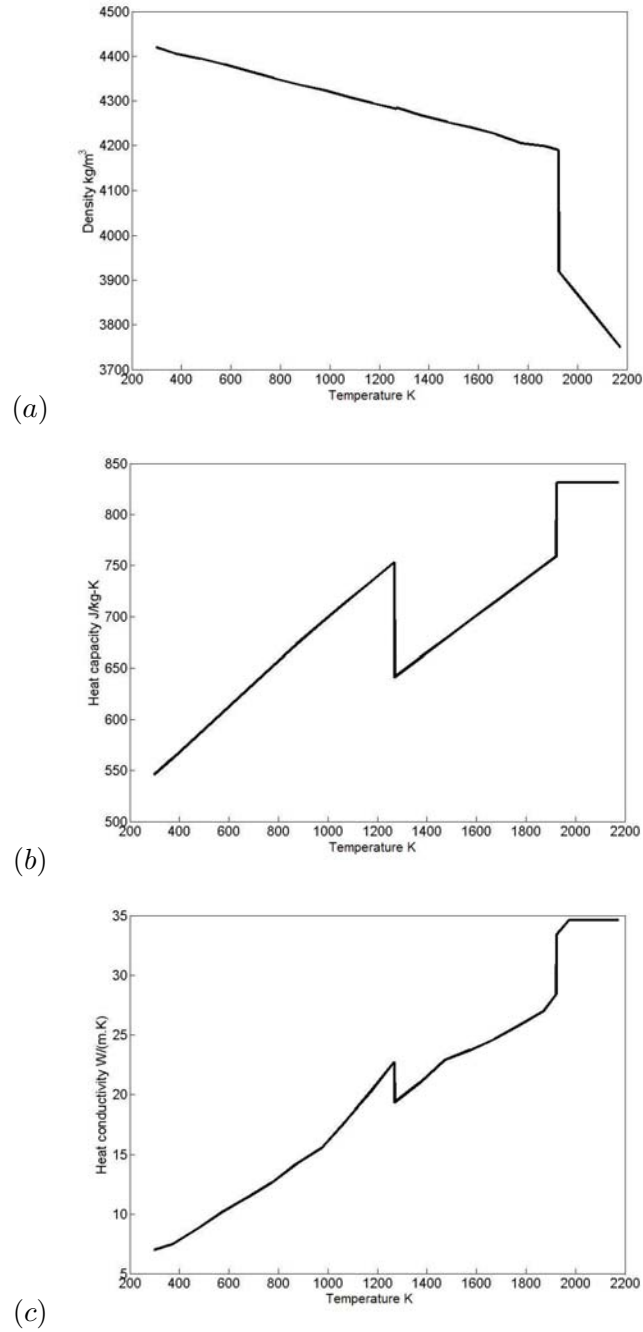 4500
4400
4300
4200
4100
4000
3900
3800
3700
Density kg/m³
200 400 600 800 1000 1200 1400 1600 1800 2000 2200
Temperature K
(a)
850
800
750
700
650
600
550
500
Heat capacity J/kg-K
200 400 600 800 1000 1200 1400 1600 1800 2000 2200
Temperature K
(b)
35
30
25
20
15
10
5
Heat conductivity W/(m.K)
200 400 600 800 1000 1200 1400 1600 1800 2000 2200
Temperature K
(c)